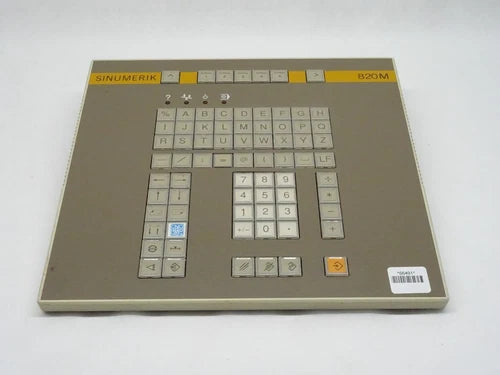 SINUMERIK 820M
?
% A B C D E F G H
I J K L M N O P Q
R S T U V W X Y Z
LF
7 8 9 ÷
4 5 6 *
1 2 3 -
+/- 0 . +